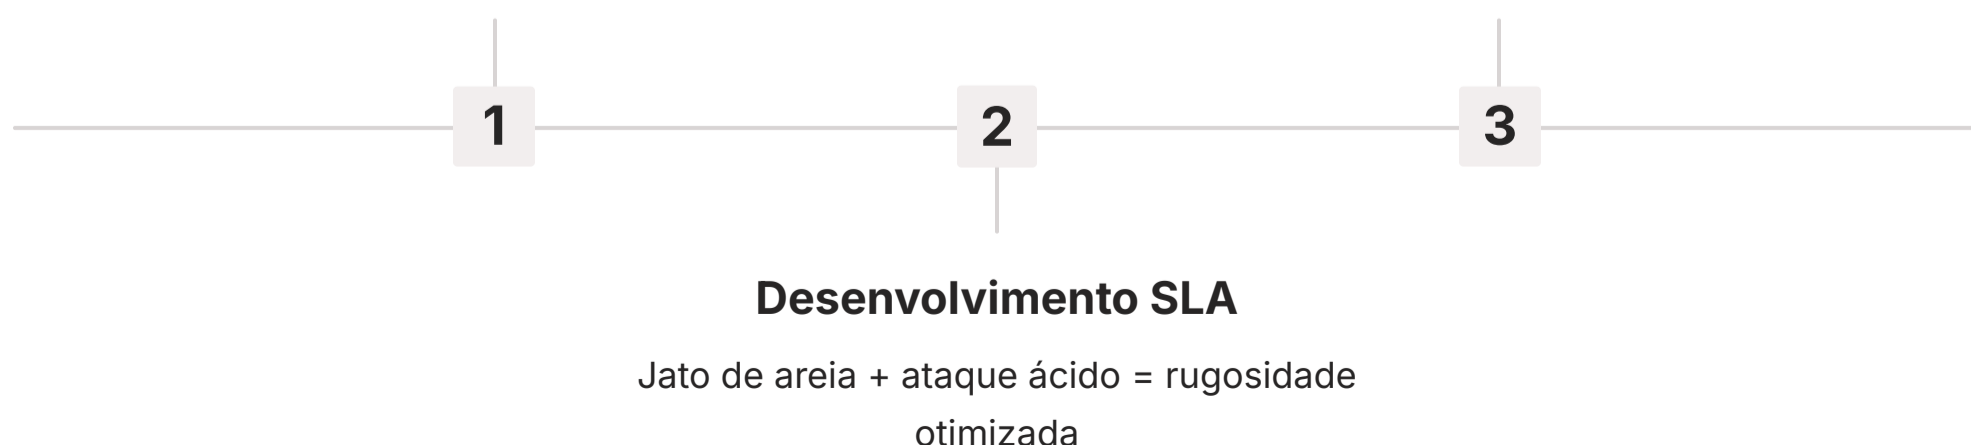 1
2
3
Desenvolvimento SLA
Jato de areia + ataque ácido = rugosidade
otimizada